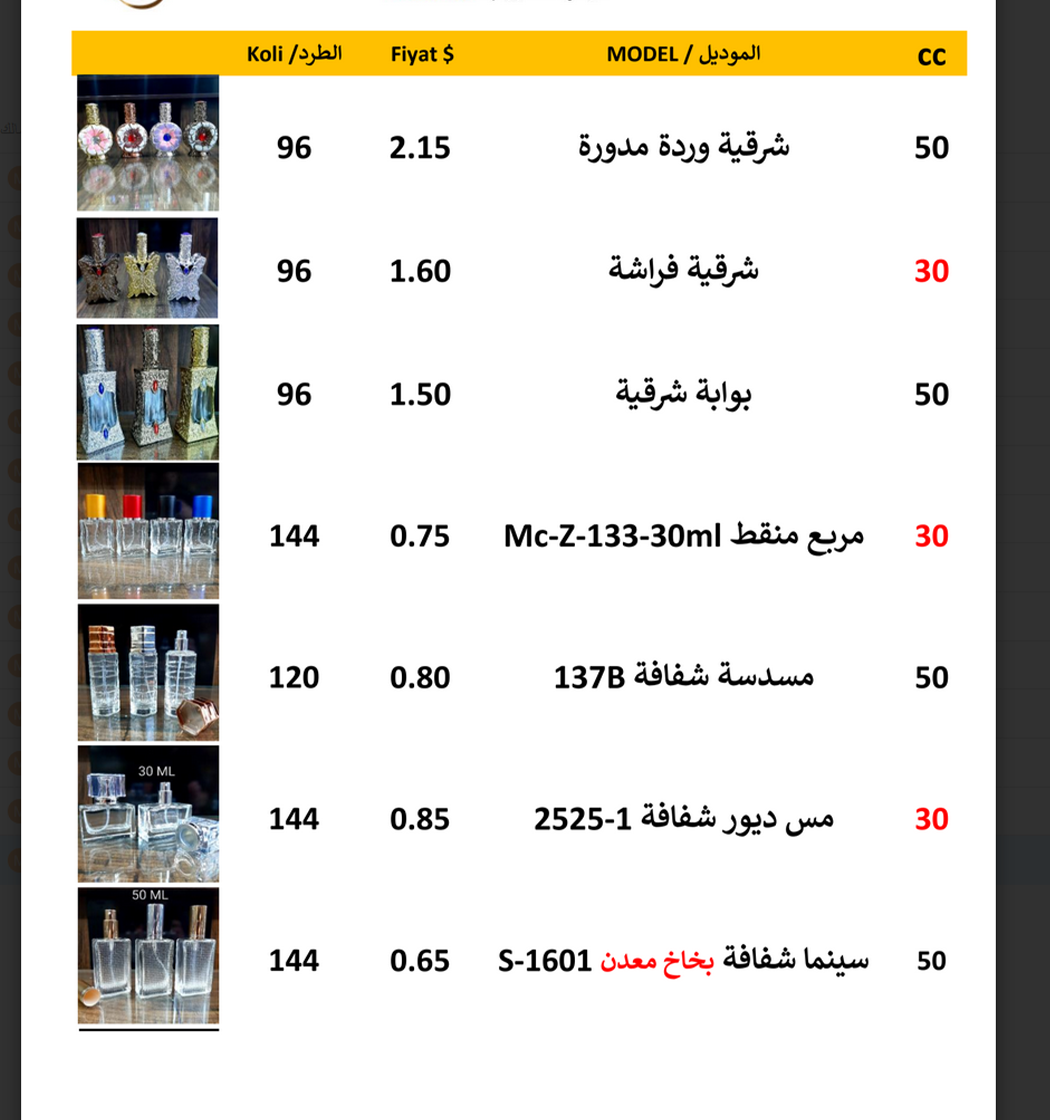 cc MODEL / الموديل Fiyat $ Koli /الطرد
50 شرقية وردة مدورة 2.15 96
30 شرقية فراشة 1.60 96
50 بوابة شرقية 1.50 96
30 مربع منقط Mc-Z-133-30ml 0.75 144
50 مسدسة شفافة 137B 0.80 120
30 مس ديور شفافة 1-2525 0.85 144
30 ML
50 سينما شفافة بخاخ معدن S-1601 0.65 144
50 ML